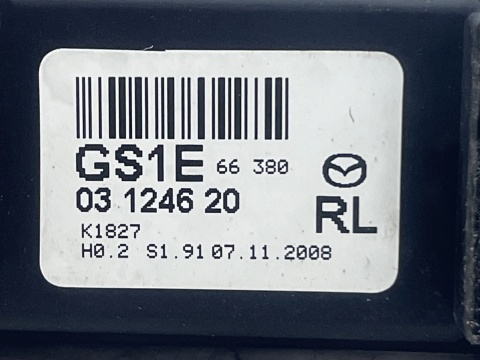 GS1E 66 380
03 1246 20
RL
K1827
H0.2 S1.91 07.11.2008